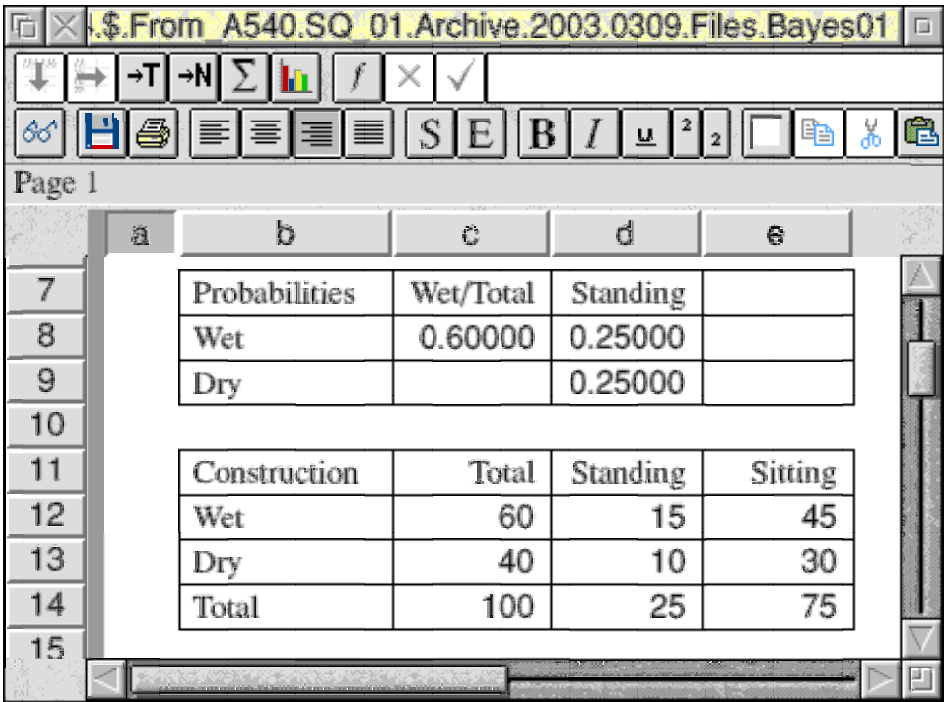 .$.From_A540.SQ_01.Archive.2003.0309.Files.Bayes01
→T →N Σ f
S E B I u 2 2
Page 1
a b c d e
7 Probabilities Wet/Total Standing
8 Wet 0.60000 0.25000
9 Dry 0.25000
10
11 Construction Total Standing Sitting
12 Wet 60 15 45
13 Dry 40 10 30
14 Total 100 25 75
15